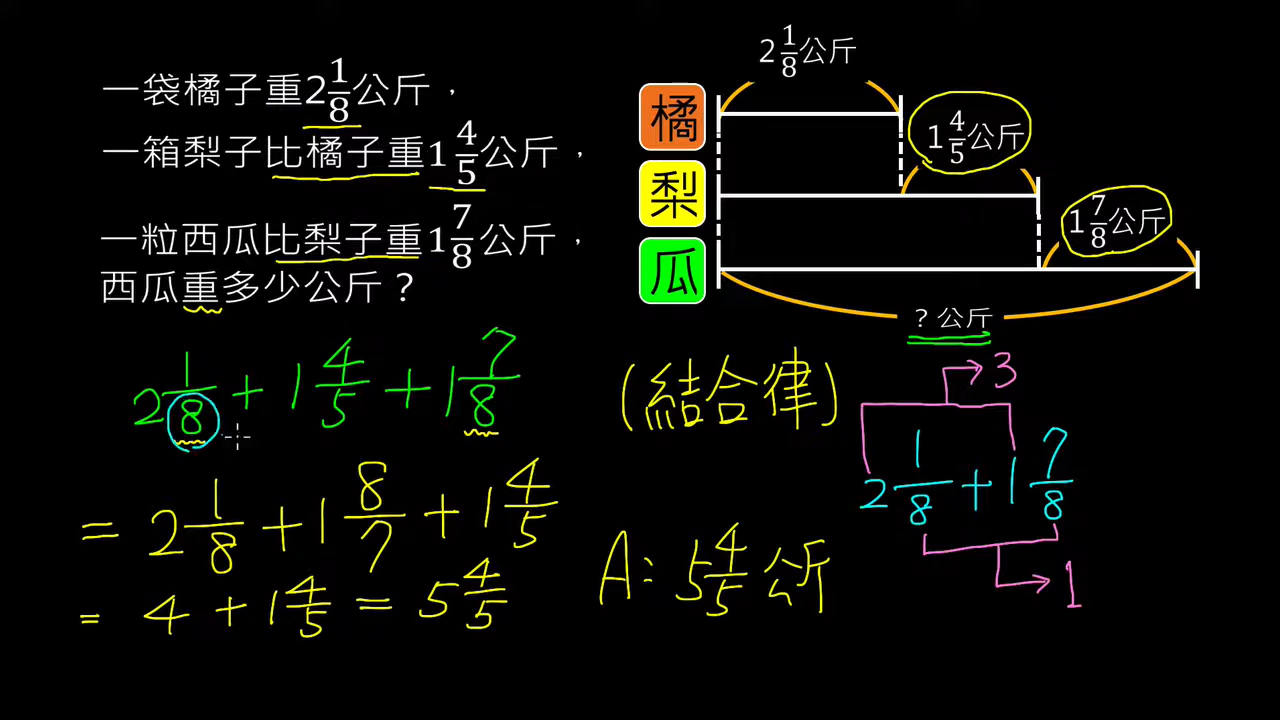 一袋橘子重2 1/8公斤，
一箱梨子比橘子重1 4/5公斤，
一粒西瓜比梨子重1 7/8公斤，
西瓜重多少公斤？
2 1/8公斤
橘
1 4/5公斤
梨
1 7/8公斤
瓜
？公斤
2 1/8 + 1 4/5 + 1 7/8
(結合律)
= 2 1/8 + 1 8/7 + 1 4/5
= 4 + 1 4/5 = 5 4/5
A: 5 4/5 公斤
3
2 1/8 + 1 7/8
1